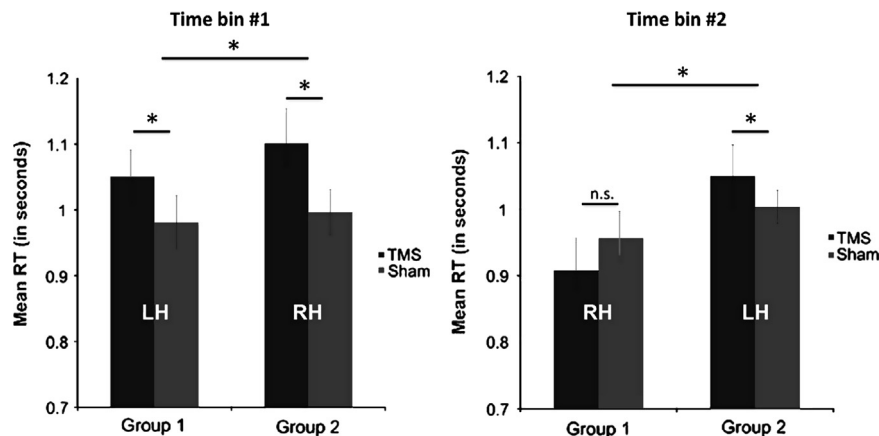 Time bin #1
*
*
*
1.2
1.1
1
0.9
0.8
0.7
Mean RT (in seconds)
LH
RH
TMS
Sham
Group 1
Group 2
Time bin #2
*
*
n.s.
1.2
1.1
1
0.9
0.8
0.7
Mean RT (in seconds)
RH
LH
TMS
Sham
Group 1
Group 2